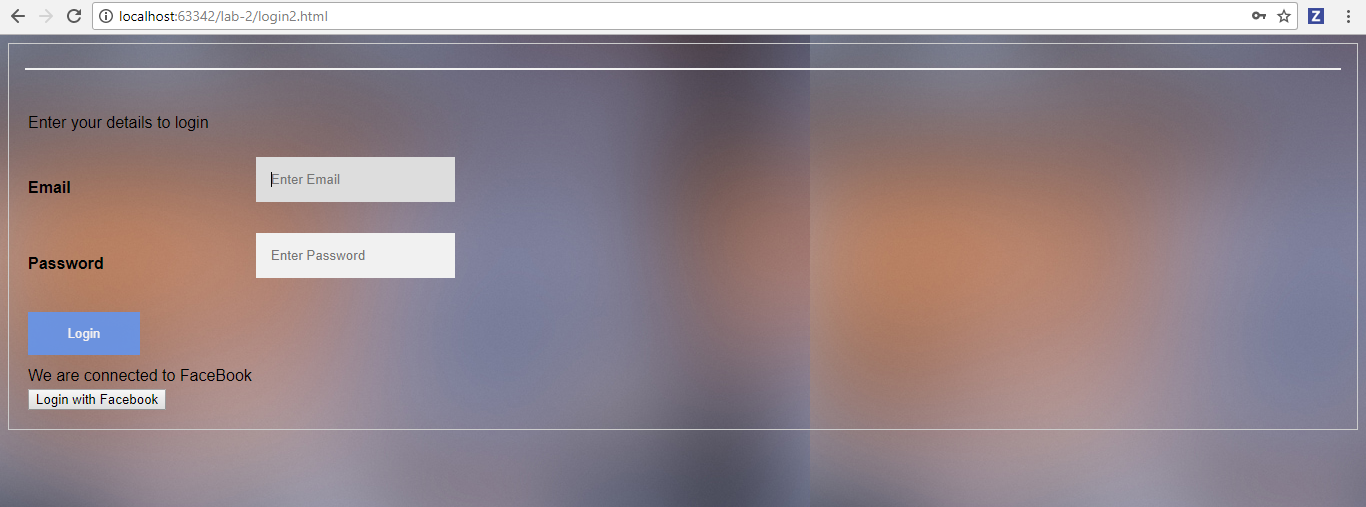 localhost:63342/lab-2/login2.html
Z
Enter your details to login
Email
Enter Email
Password
Enter Password
Login
We are connected to FaceBook
Login with Facebook